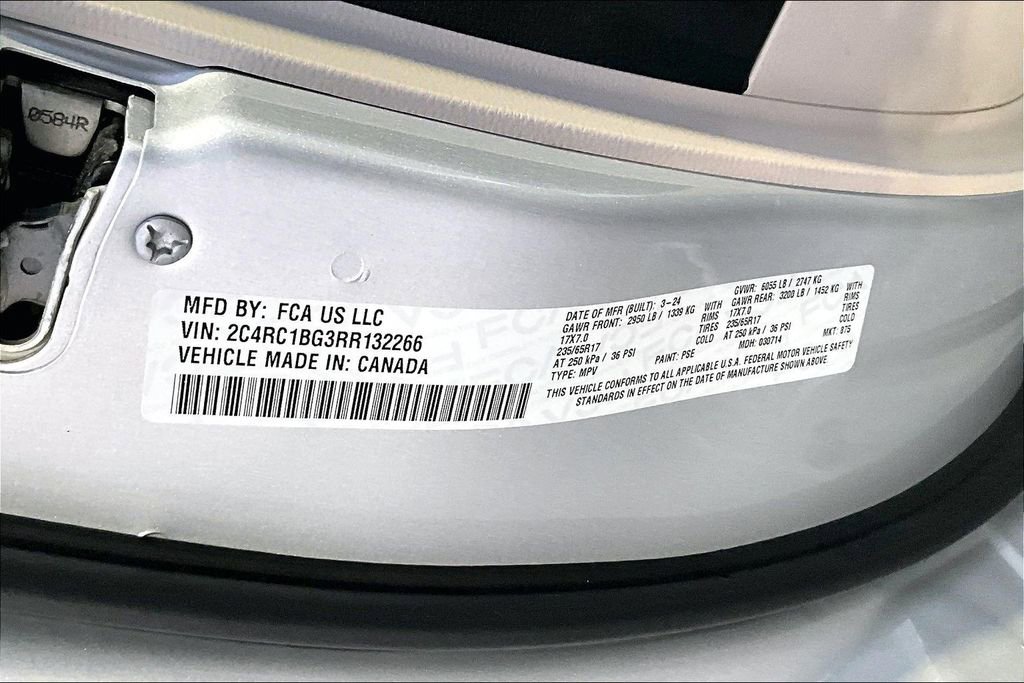 0584R
MFD BY: FCA US LLC
VIN: 2C4RC1BG3RR132266
VEHICLE MADE IN: CANADA
DATE OF MFR (BUILT): 3-24 GVWR: 6055 LB / 2747 KG
GAWR FRONT: 2950 LB / 1339 KG WITH GAWR REAR: 3200 LB / 1452 KG WITH
17X7.0 RIMS 17X7.0 RIMS
235/65R17 TIRES 235/65R17 TIRES
AT 250 kPa / 36 PSI COLD AT 250 kPa / 36 PSI COLD
TYPE: MPV PAINT: PSE MDH: 030714 MKT: 875
THIS VEHICLE CONFORMS TO ALL APPLICABLE U.S.A. FEDERAL MOTOR VEHICLE SAFETY
STANDARDS IN EFFECT ON THE DATE OF MANUFACTURE SHOWN ABOVE